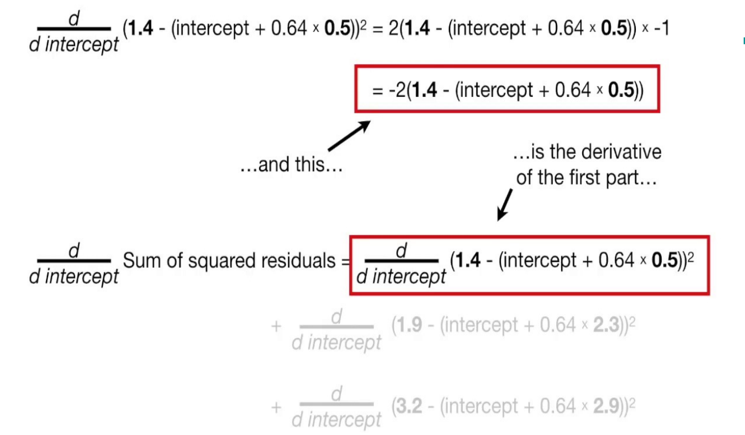 d
d intercept (1.4 - (intercept + 0.64 × 0.5))² = 2(1.4 - (intercept + 0.64 × 0.5)) × -1
= -2(1.4 - (intercept + 0.64 × 0.5))
...and this...
...is the derivative
of the first part...
d
d intercept Sum of squared residuals = d
d intercept (1.4 - (intercept + 0.64 × 0.5))²
+ d
d intercept (1.9 - (intercept + 0.64 × 2.3))²
+ d
d intercept (3.2 - (intercept + 0.64 × 2.9))²